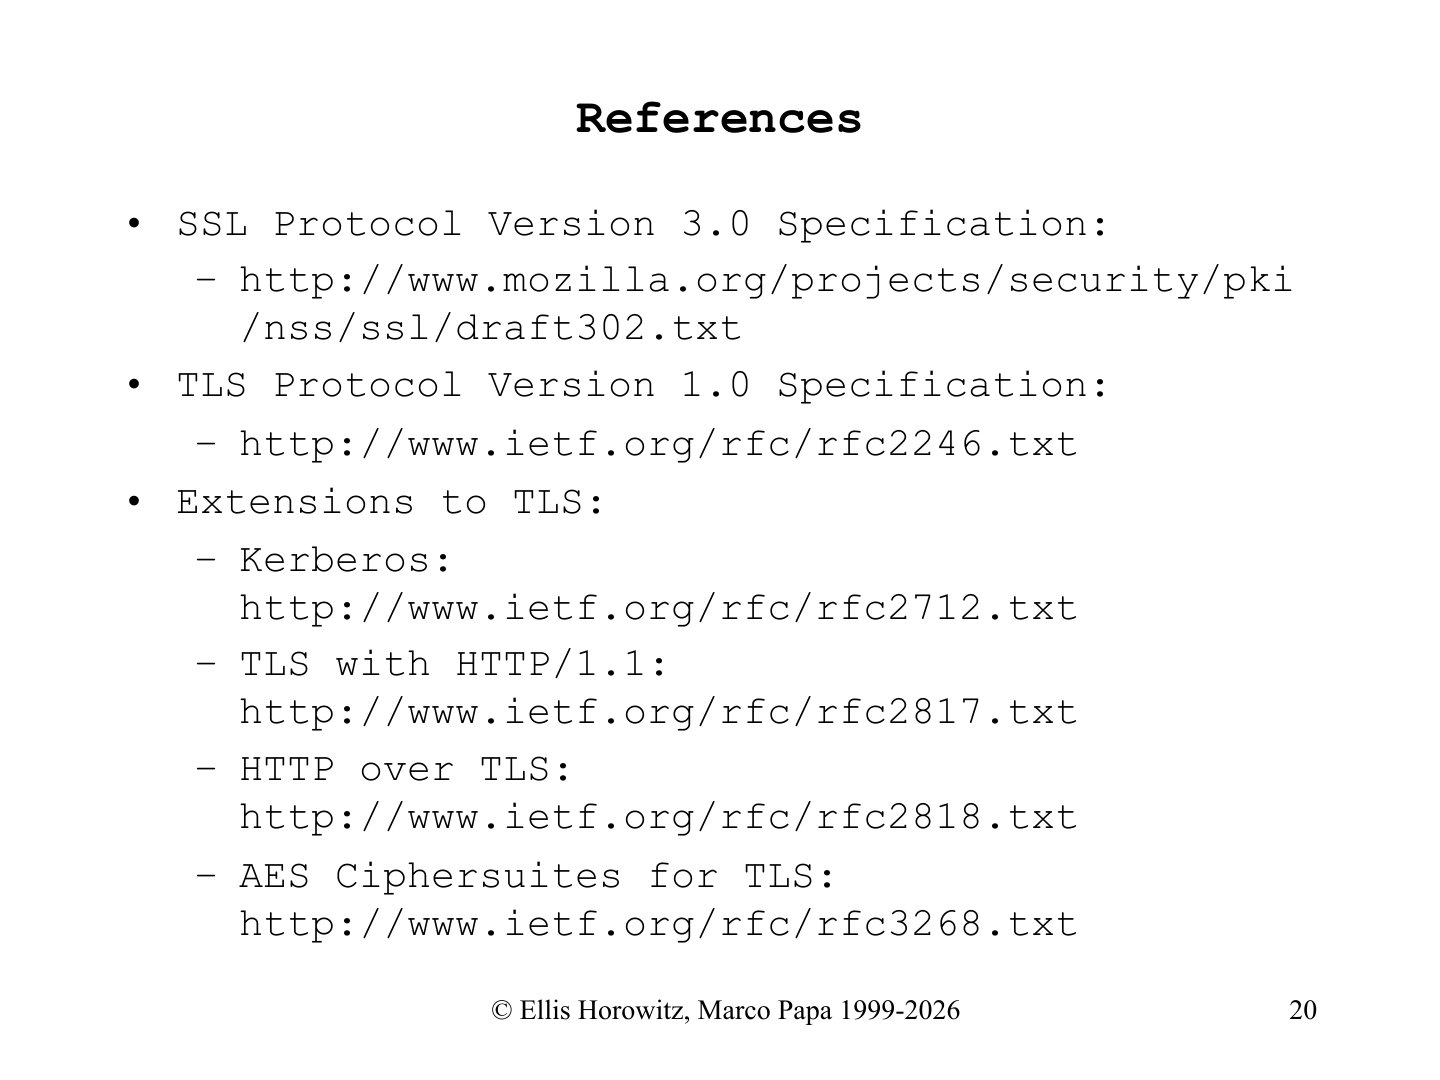 References
• SSL Protocol Version 3.0 Specification:
– http://www.mozilla.org/projects/security/pki
/nss/ssl/draft302.txt
• TLS Protocol Version 1.0 Specification:
– http://www.ietf.org/rfc/rfc2246.txt
• Extensions to TLS:
– Kerberos:
http://www.ietf.org/rfc/rfc2712.txt
– TLS with HTTP/1.1:
http://www.ietf.org/rfc/rfc2817.txt
– HTTP over TLS:
http://www.ietf.org/rfc/rfc2818.txt
– AES Ciphersuites for TLS:
http://www.ietf.org/rfc/rfc3268.txt
© Ellis Horowitz, Marco Papa 1999-2026
20